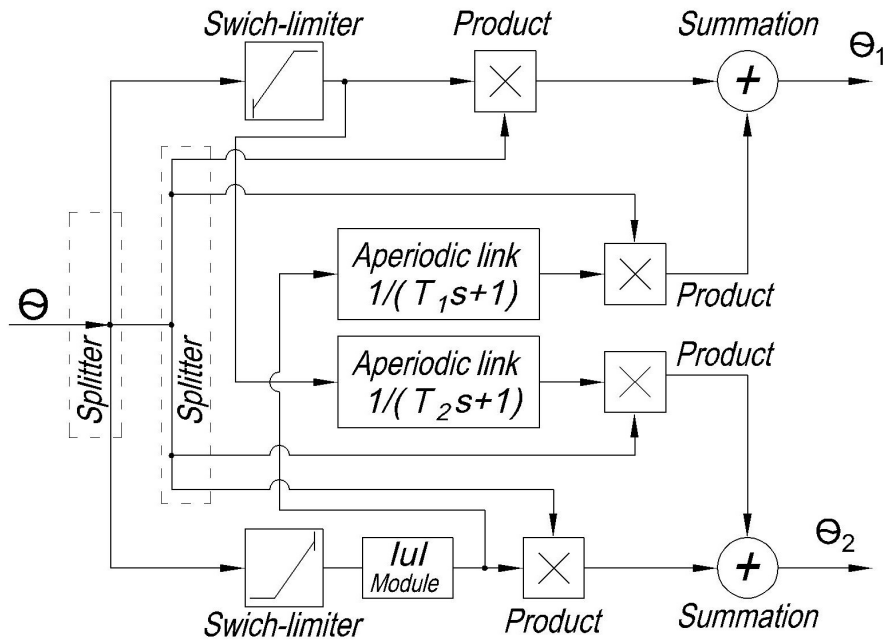 Swich-limiter
Product
Summation
Θ₁
+
Aperiodic link
1/(T₁s+1)
Product
Θ
Splitter
Splitter
Aperiodic link
1/(T₂s+1)
Product
|u|
Module
Θ₂
+
Swich-limiter
Product
Summation